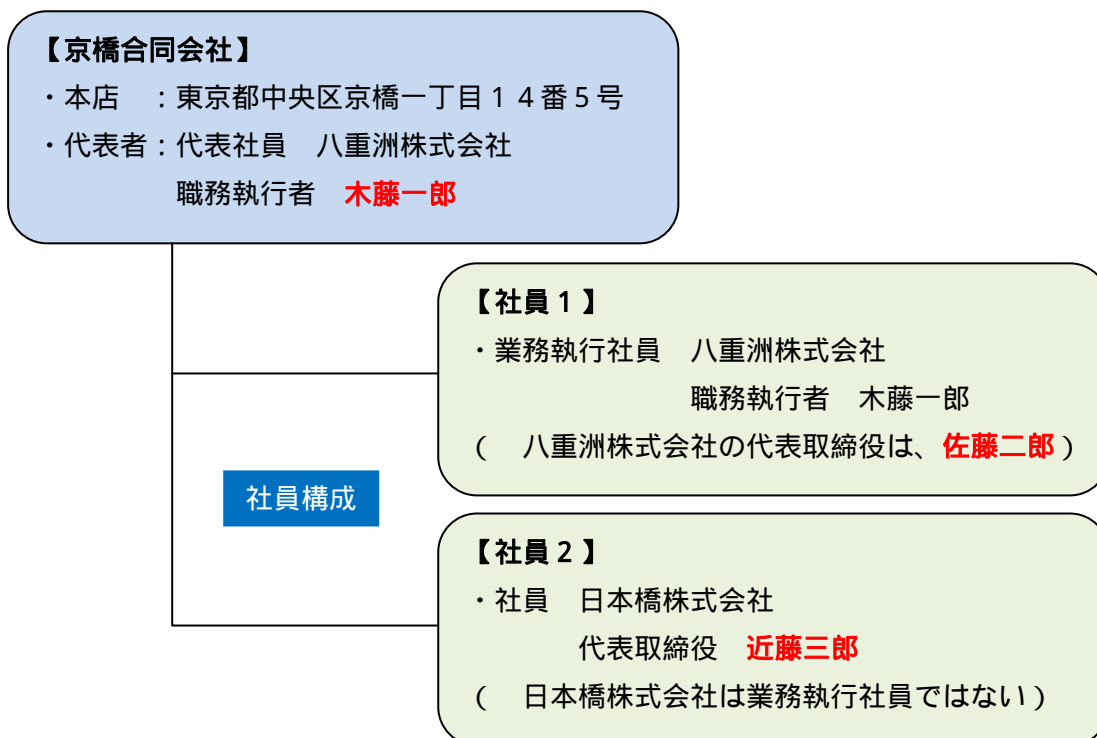 【京橋合同会社】
・本店　：東京都中央区京橋一丁目１４番５号
・代表者：代表社員　八重洲株式会社
職務執行者　木藤一郎
【社員１】
・業務執行社員　八重洲株式会社
職務執行者　木藤一郎
（　八重洲株式会社の代表取締役は、佐藤二郎）
社員構成
【社員２】
・社員　日本橋株式会社
代表取締役　近藤三郎
（　日本橋株式会社は業務執行社員ではない）